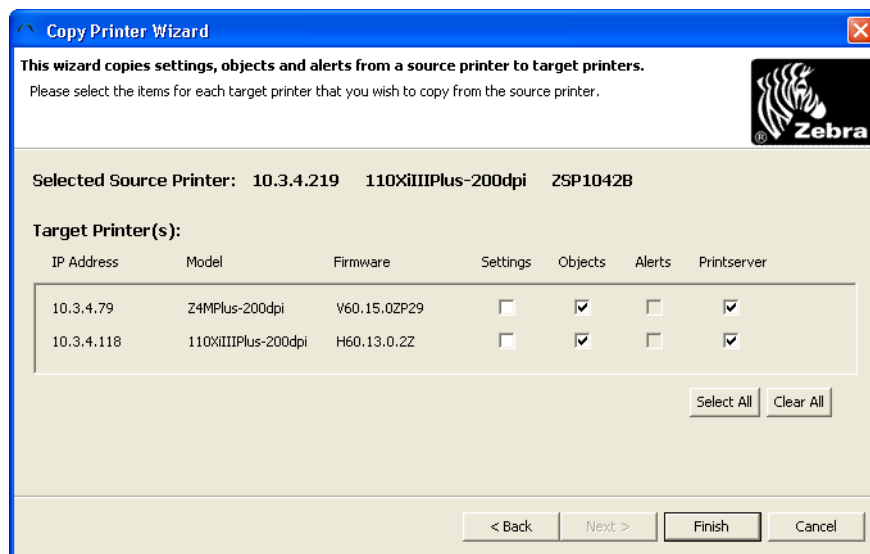 Copy Printer Wizard
This wizard copies settings, objects and alerts from a source printer to target printers.
Please select the items for each target printer that you wish to copy from the source printer.
® Zebra
Selected Source Printer: 10.3.4.219 110XiIIIPlus-200dpi ZSP1042B
Target Printer(s):
IP Address Model Firmware Settings Objects Alerts Printserver
10.3.4.79 Z4MPlus-200dpi V60.15.0ZP29
10.3.4.118 110XiIIIPlus-200dpi H60.13.0.2Z
Select All Clear All
< Back Next > Finish Cancel